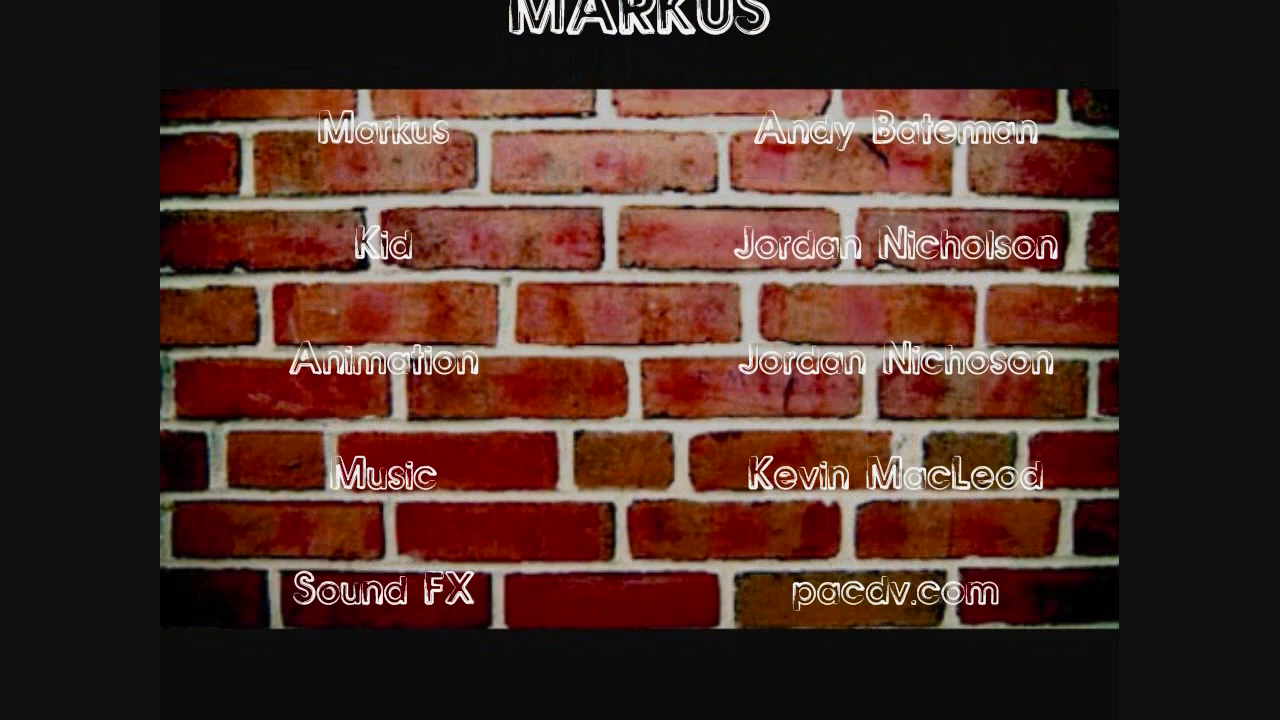 MARKUS
Markus Andy Bateman
Kid Jordan Nicholson
Animation Jordan Nichoson
Music Kevin MacLeod
Sound FX pacdv.com